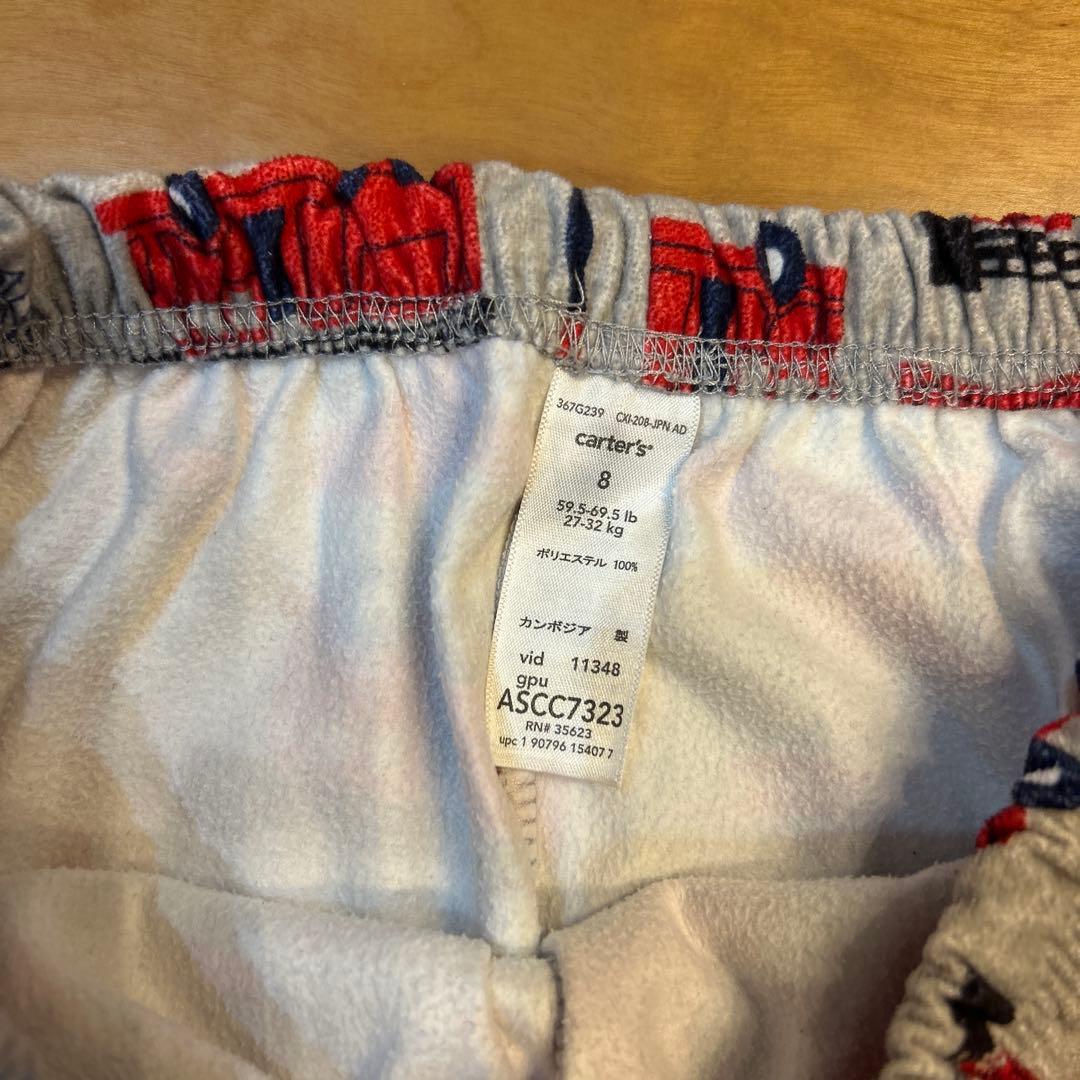 367G239 CXI-208-JPN AD
carter's
8
59.5-69.5 lb
27-32 kg
ポリエステル 100%
カンボジア 製
vid 11348
gpu
ASCC7323
RN# 35623
upc 1 90796 15407 7